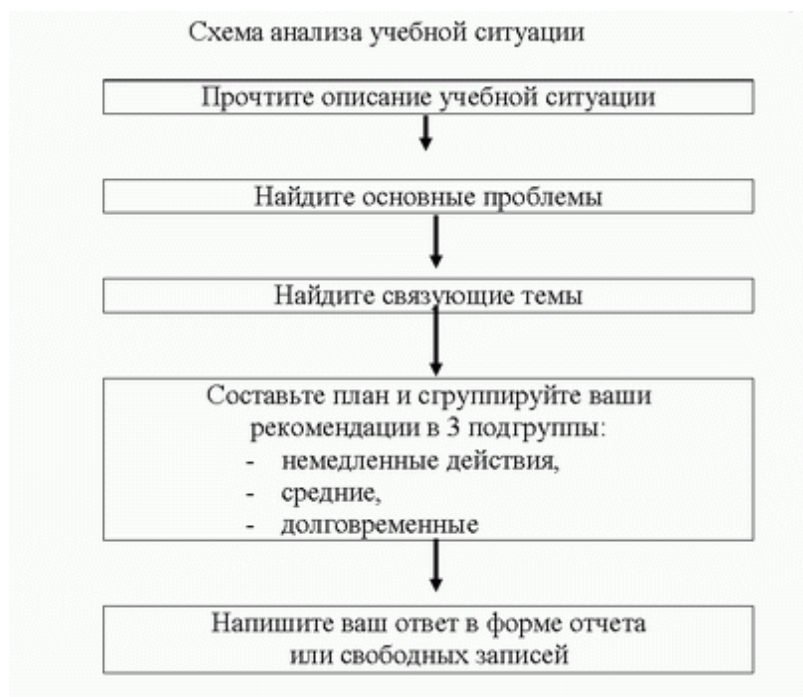 Схема анализа учебной ситуации
Прочтите описание учебной ситуации
Найдите основные проблемы
Найдите связующие темы
Составьте план и сгруппируйте ваши
рекомендации в 3 подгруппы:
- немедленные действия,
- средние,
- долговременные
Напишите ваш ответ в форме отчета
или свободных записей